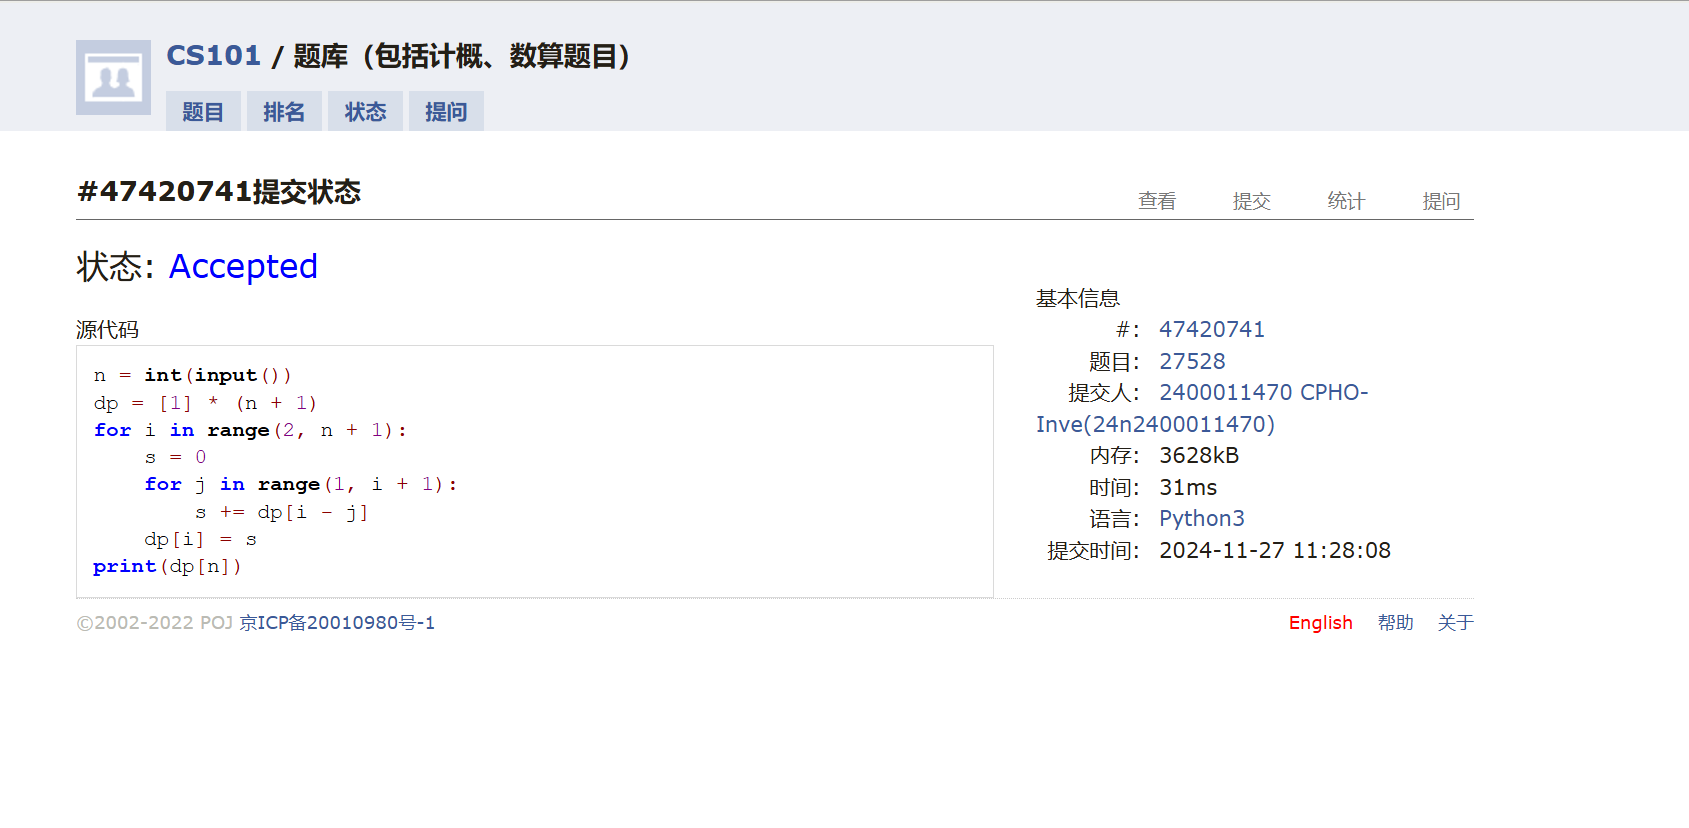 CS101 / 题库（包括计概、数算题目）
题目 排名 状态 提问
#47420741提交状态
查看 提交 统计 提问
状态: Accepted
源代码
n = int(input())
dp = [1] * (n + 1)
for i in range(2, n + 1):
    s = 0
    for j in range(1, i + 1):
        s += dp[i - j]
    dp[i] = s
print(dp[n])
基本信息
#: 47420741
题目: 27528
提交人: 2400011470 CPHO-
Inve(24n2400011470)
内存: 3628kB
时间: 31ms
语言: Python3
提交时间: 2024-11-27 11:28:08
©2002-2022 POJ 京ICP备20010980号-1
English 帮助 关于